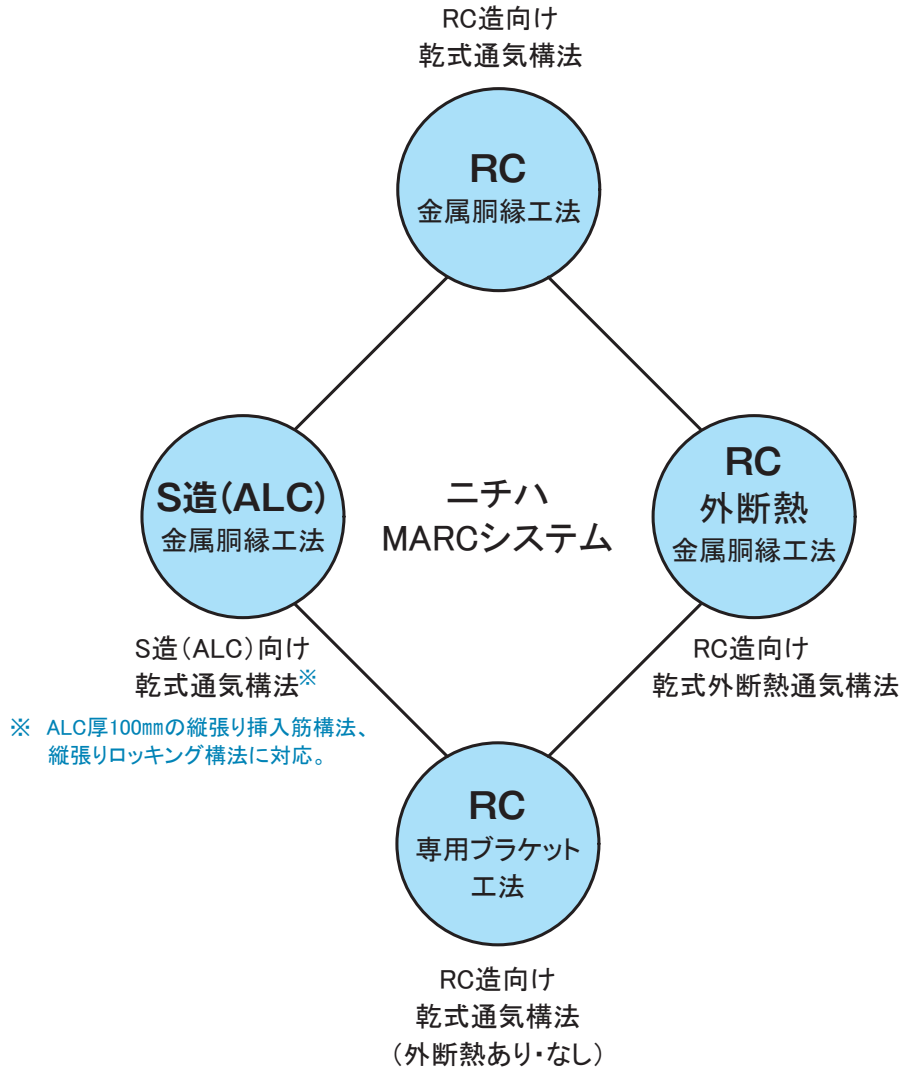 RC造向け
乾式通気構法
RC
金属胴縁工法
S造(ALC)
金属胴縁工法
S造(ALC)向け
乾式通気構法※
※ ALC厚100㎜の縦張り挿入筋構法、
縦張りロッキング構法に対応。
ニチハ
MARCシステム
RC
外断熱
金属胴縁工法
RC造向け
乾式外断熱通気構法
RC
専用ブラケット
工法
RC造向け
乾式通気構法
(外断熱あり・なし)